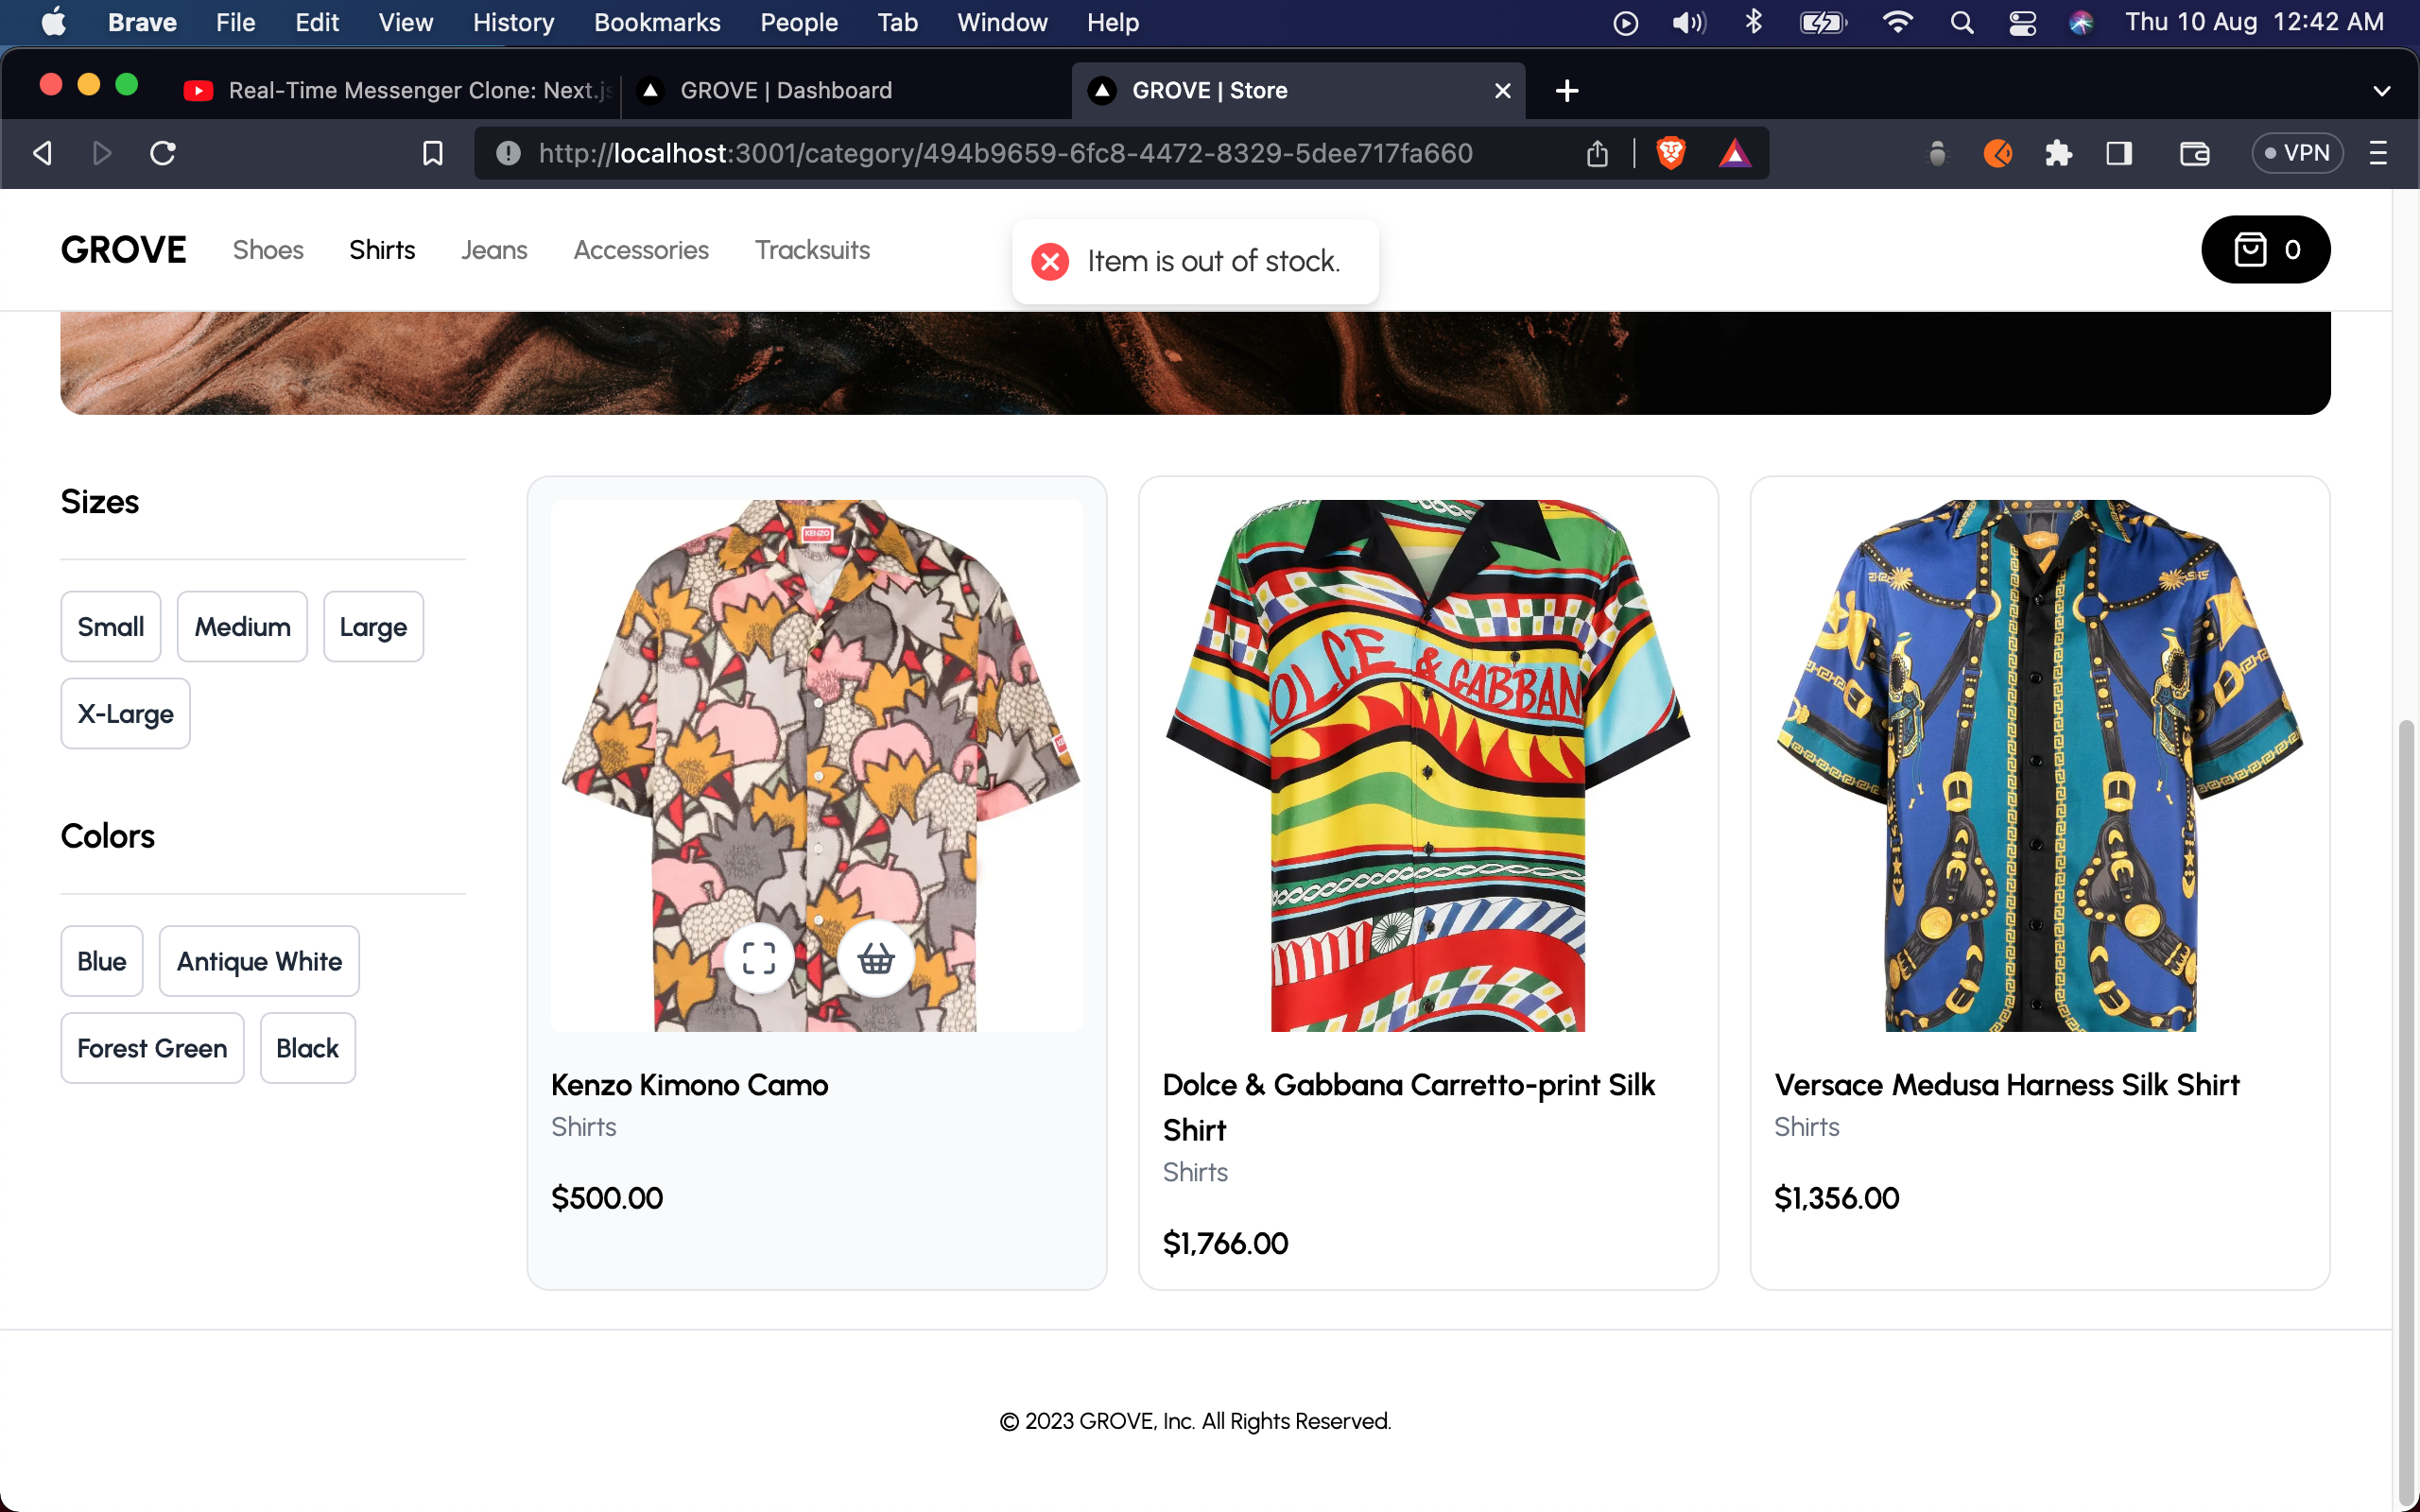 Brave File Edit View History Bookmarks People Tab Window Help Thu 10 Aug 12:42 AM
Real-Time Messenger Clone: Next.js GROVE | Dashboard GROVE | Store
http://localhost:3001/category/494b9659-6fc8-4472-8329-5dee717fa660 VPN
GROVE Shoes Shirts Jeans Accessories Tracksuits Item is out of stock. 0
Sizes
Small Medium Large
X-Large
Colors
Blue Antique White
Forest Green Black
KENZO
OLCE & GABBAN
Kenzo Kimono Camo
Shirts
$500.00
Dolce & Gabbana Carretto-print Silk
Shirt
Shirts
$1,766.00
Versace Medusa Harness Silk Shirt
Shirts
$1,356.00
© 2023 GROVE, Inc. All Rights Reserved.